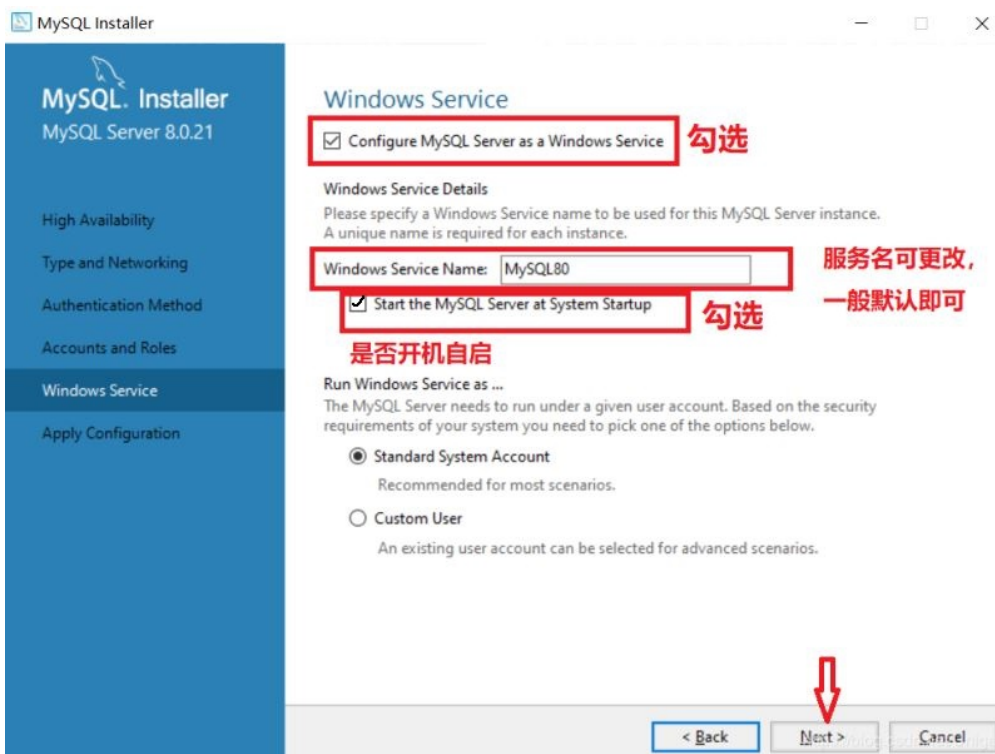 MySQL Installer
MySQL. Installer
MySQL Server 8.0.21
High Availability
Type and Networking
Authentication Method
Accounts and Roles
Windows Service
Apply Configuration
Windows Service
Configure MySQL Server as a Windows Service
勾选
Windows Service Details
Please specify a Windows Service name to be used for this MySQL Server instance.
A unique name is required for each instance.
Windows Service Name: MySQL80
服务名可更改，
一般默认即可
Start the MySQL Server at System Startup
勾选
是否开机自启
Run Windows Service as ...
The MySQL Server needs to run under a given user account. Based on the security
requirements of your system you need to pick one of the options below.
Standard System Account
Recommended for most scenarios.
Custom User
An existing user account can be selected for advanced scenarios.
< Back
Next >
Cancel